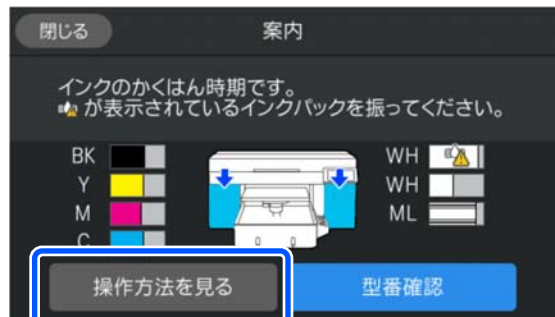 閉じる
案内
インクのかくはん時期です。
が表示されているインクパックを振ってください。
BK
Y
M
C
WH
WH
ML
操作方法を見る
型番確認